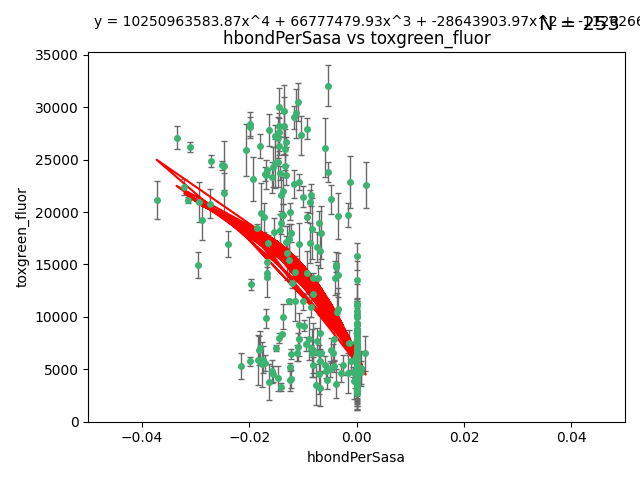 y = 10250963583.87x^4 + 66777479.93x^3 + -28643903.97x^2 +
N = 253
hbondPerSasa vs toxgreen_fluor
35000
30000
25000
20000
15000
10000
5000
0
toxgreen_fluor
−0.04
−0.02
0.00
0.02
0.04
hbondPerSasa